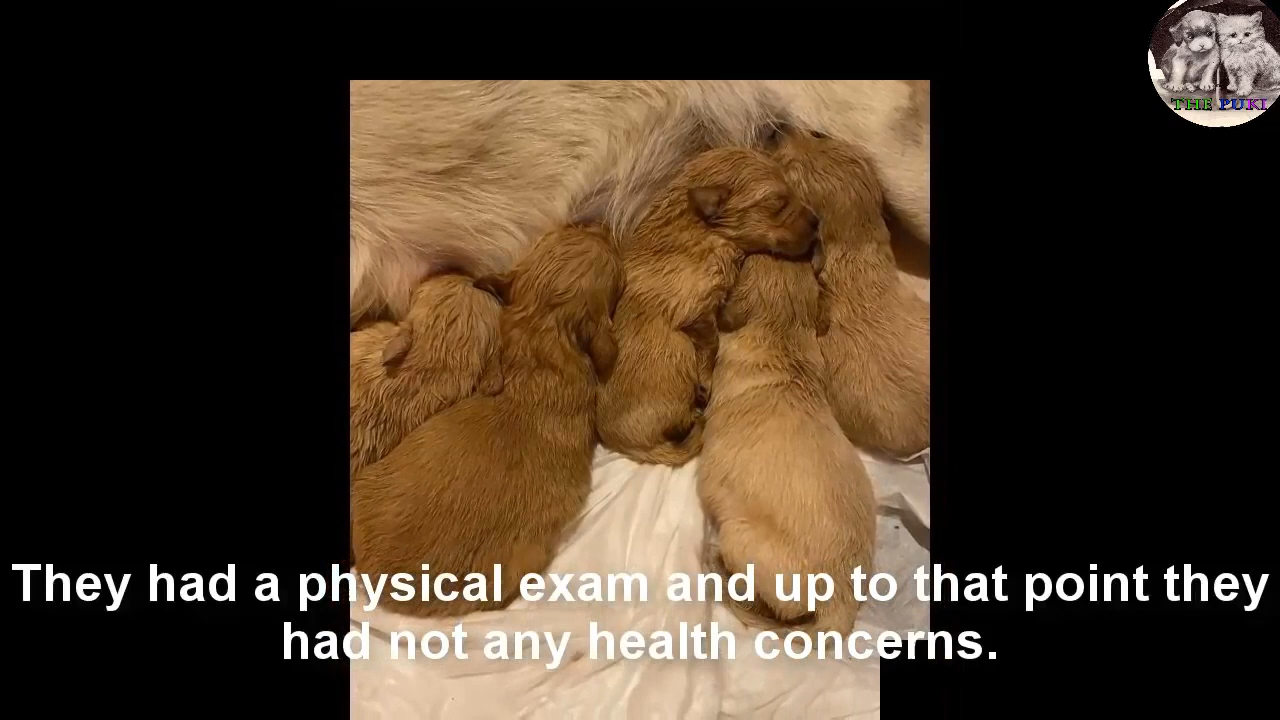 THE PUKI
They had a physical exam and up to that point they
had not any health concerns.